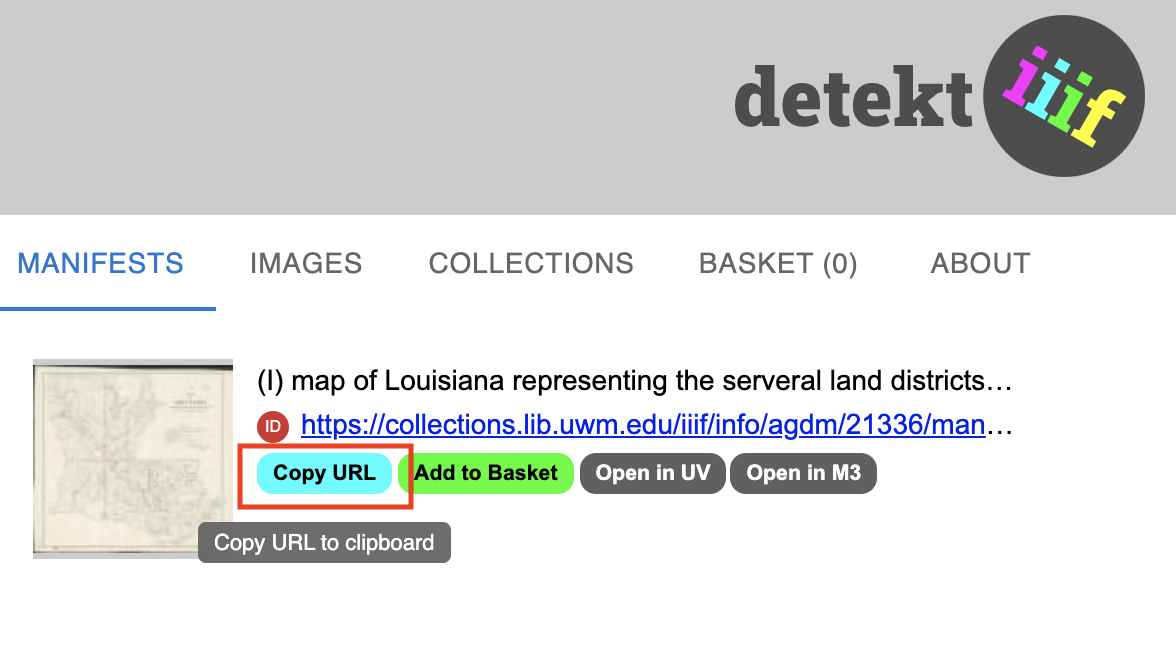 detekt iiif
MANIFESTS IMAGES COLLECTIONS BASKET (0) ABOUT
(I) map of Louisiana representing the serveral land districts…
ID https://collections.lib.uwm.edu/iiif/info/agdm/21336/man…
Copy URL Add to Basket Open in UV Open in M3
Copy URL to clipboard